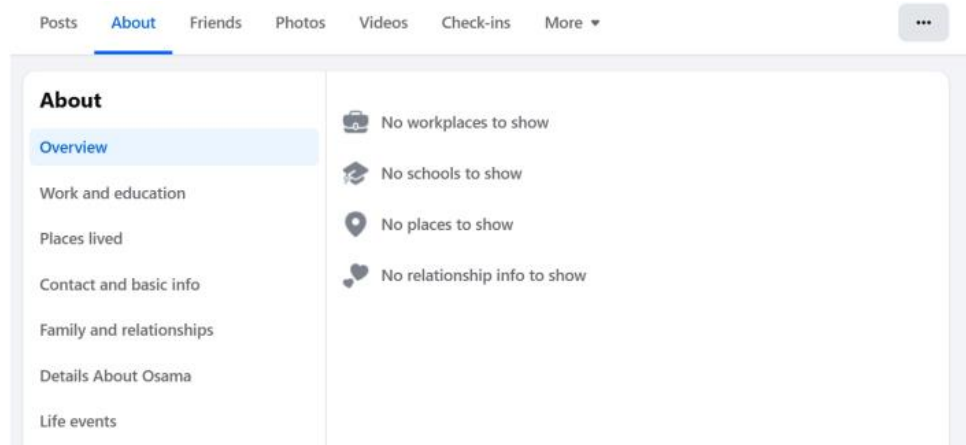 Posts About Friends Photos Videos Check-ins More
About
Overview
Work and education
Places lived
Contact and basic info
Family and relationships
Details About Osama
Life events
No workplaces to show
No schools to show
No places to show
No relationship info to show